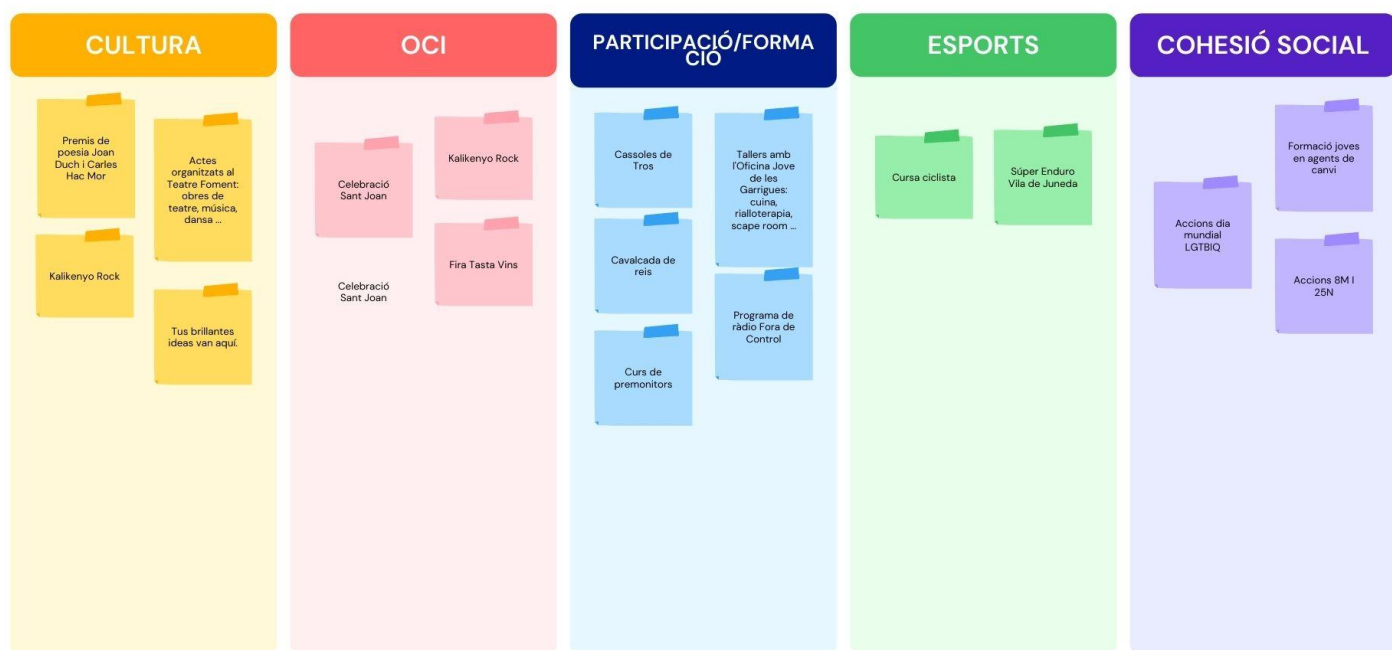 CULTURA
Premis de
poesia Joan
Duch i Carles
Hac Mor
Actes
organitzats al
Teatre Foment:
obres de
teatre, música,
dansa ...
Kalikenyo Rock
Tus brillantes
ideas van aquí.
OCI
Celebració
Sant Joan
Kalikenyo Rock
Fira Tasta Vins
Celebració
Sant Joan
PARTICIPACIÓ/FORMA
CIÓ
Cassoles de
Tros
Tallers amb
l'Oficina Jove
de les
Garrigues:
cuina,
rialloterapia,
scape room ...
Cavalcada de
reis
Programa de
ràdio Fora de
Control
Curs de
premonitors
ESPORTS
Cursa ciclista
Súper Enduro
Vila de Juneda
COHESIÓ SOCIAL
Formació joves
en agents de
canvi
Accions dia
mundial
LGTBIQ
Accions 8M I
25N